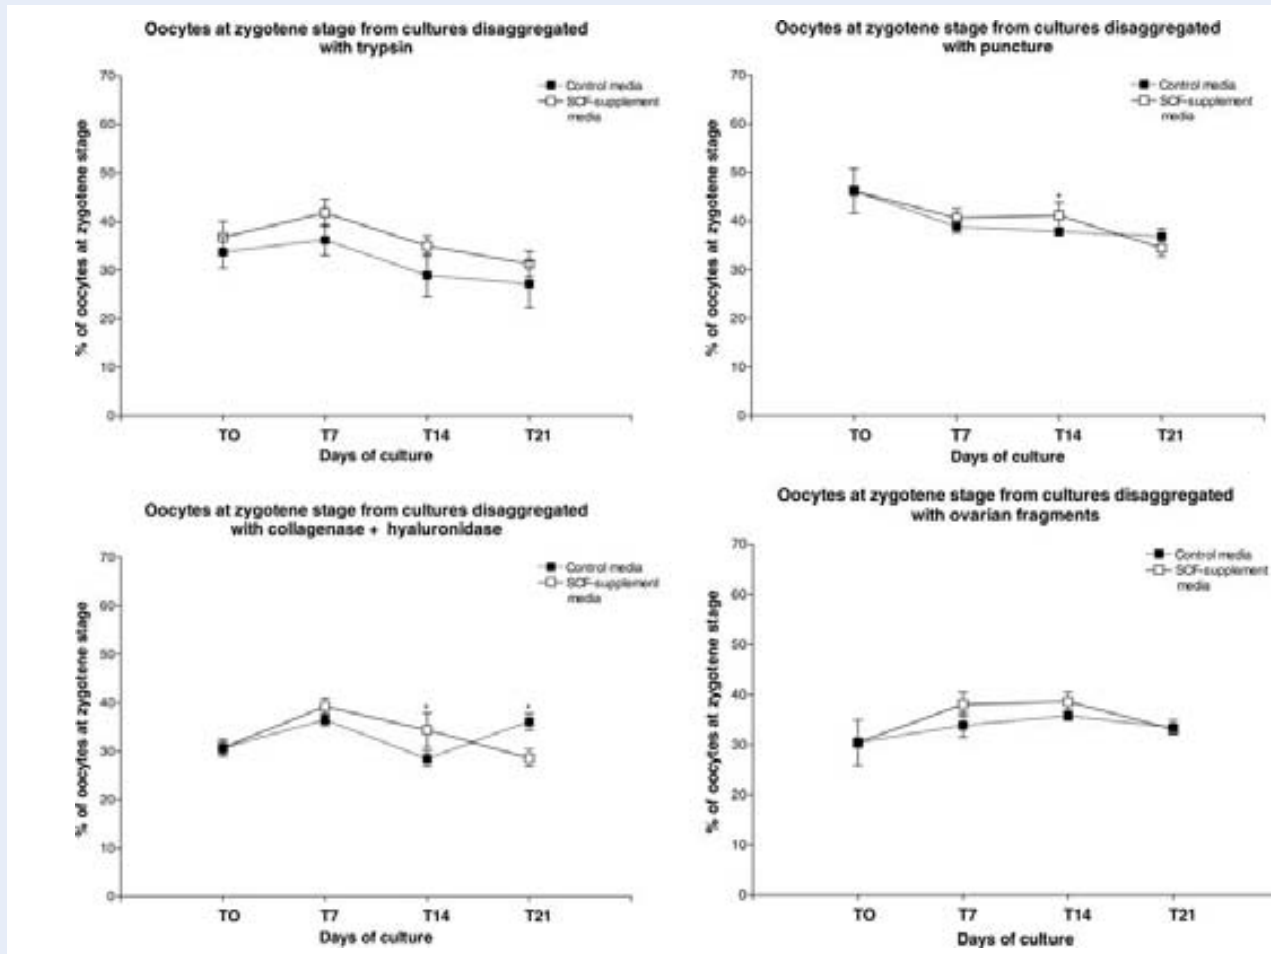 Oocytes at zygotene stage from cultures disaggregated
with trypsin
Control media
SCF-supplement
media
% of oocytes at zygotene stage
70
60
50
40
30
20
10
0
TO T7 T14 T21
Days of culture
Oocytes at zygotene stage from cultures disaggregated
with puncture
Control media
SCF-supplement
media
% of oocytes at zygotene stage
70
60
50
40
30
20
10
0
*
TO T7 T14 T21
Days of culture
Oocytes at zygotene stage from cultures disaggregated
with collagenase + hyaluronidase
Control media
SCF-supplement
media
% of oocytes at zygotene stage
70
60
50
40
30
20
10
0
* *
TO T7 T14 T21
Days of culture
Oocytes at zygotene stage from cultures disaggregated
with ovarian fragments
Control media
SCF-supplement
media
% of oocytes at zygotene stage
70
60
50
40
30
20
10
0
TO T7 T14 T21
Days of culture